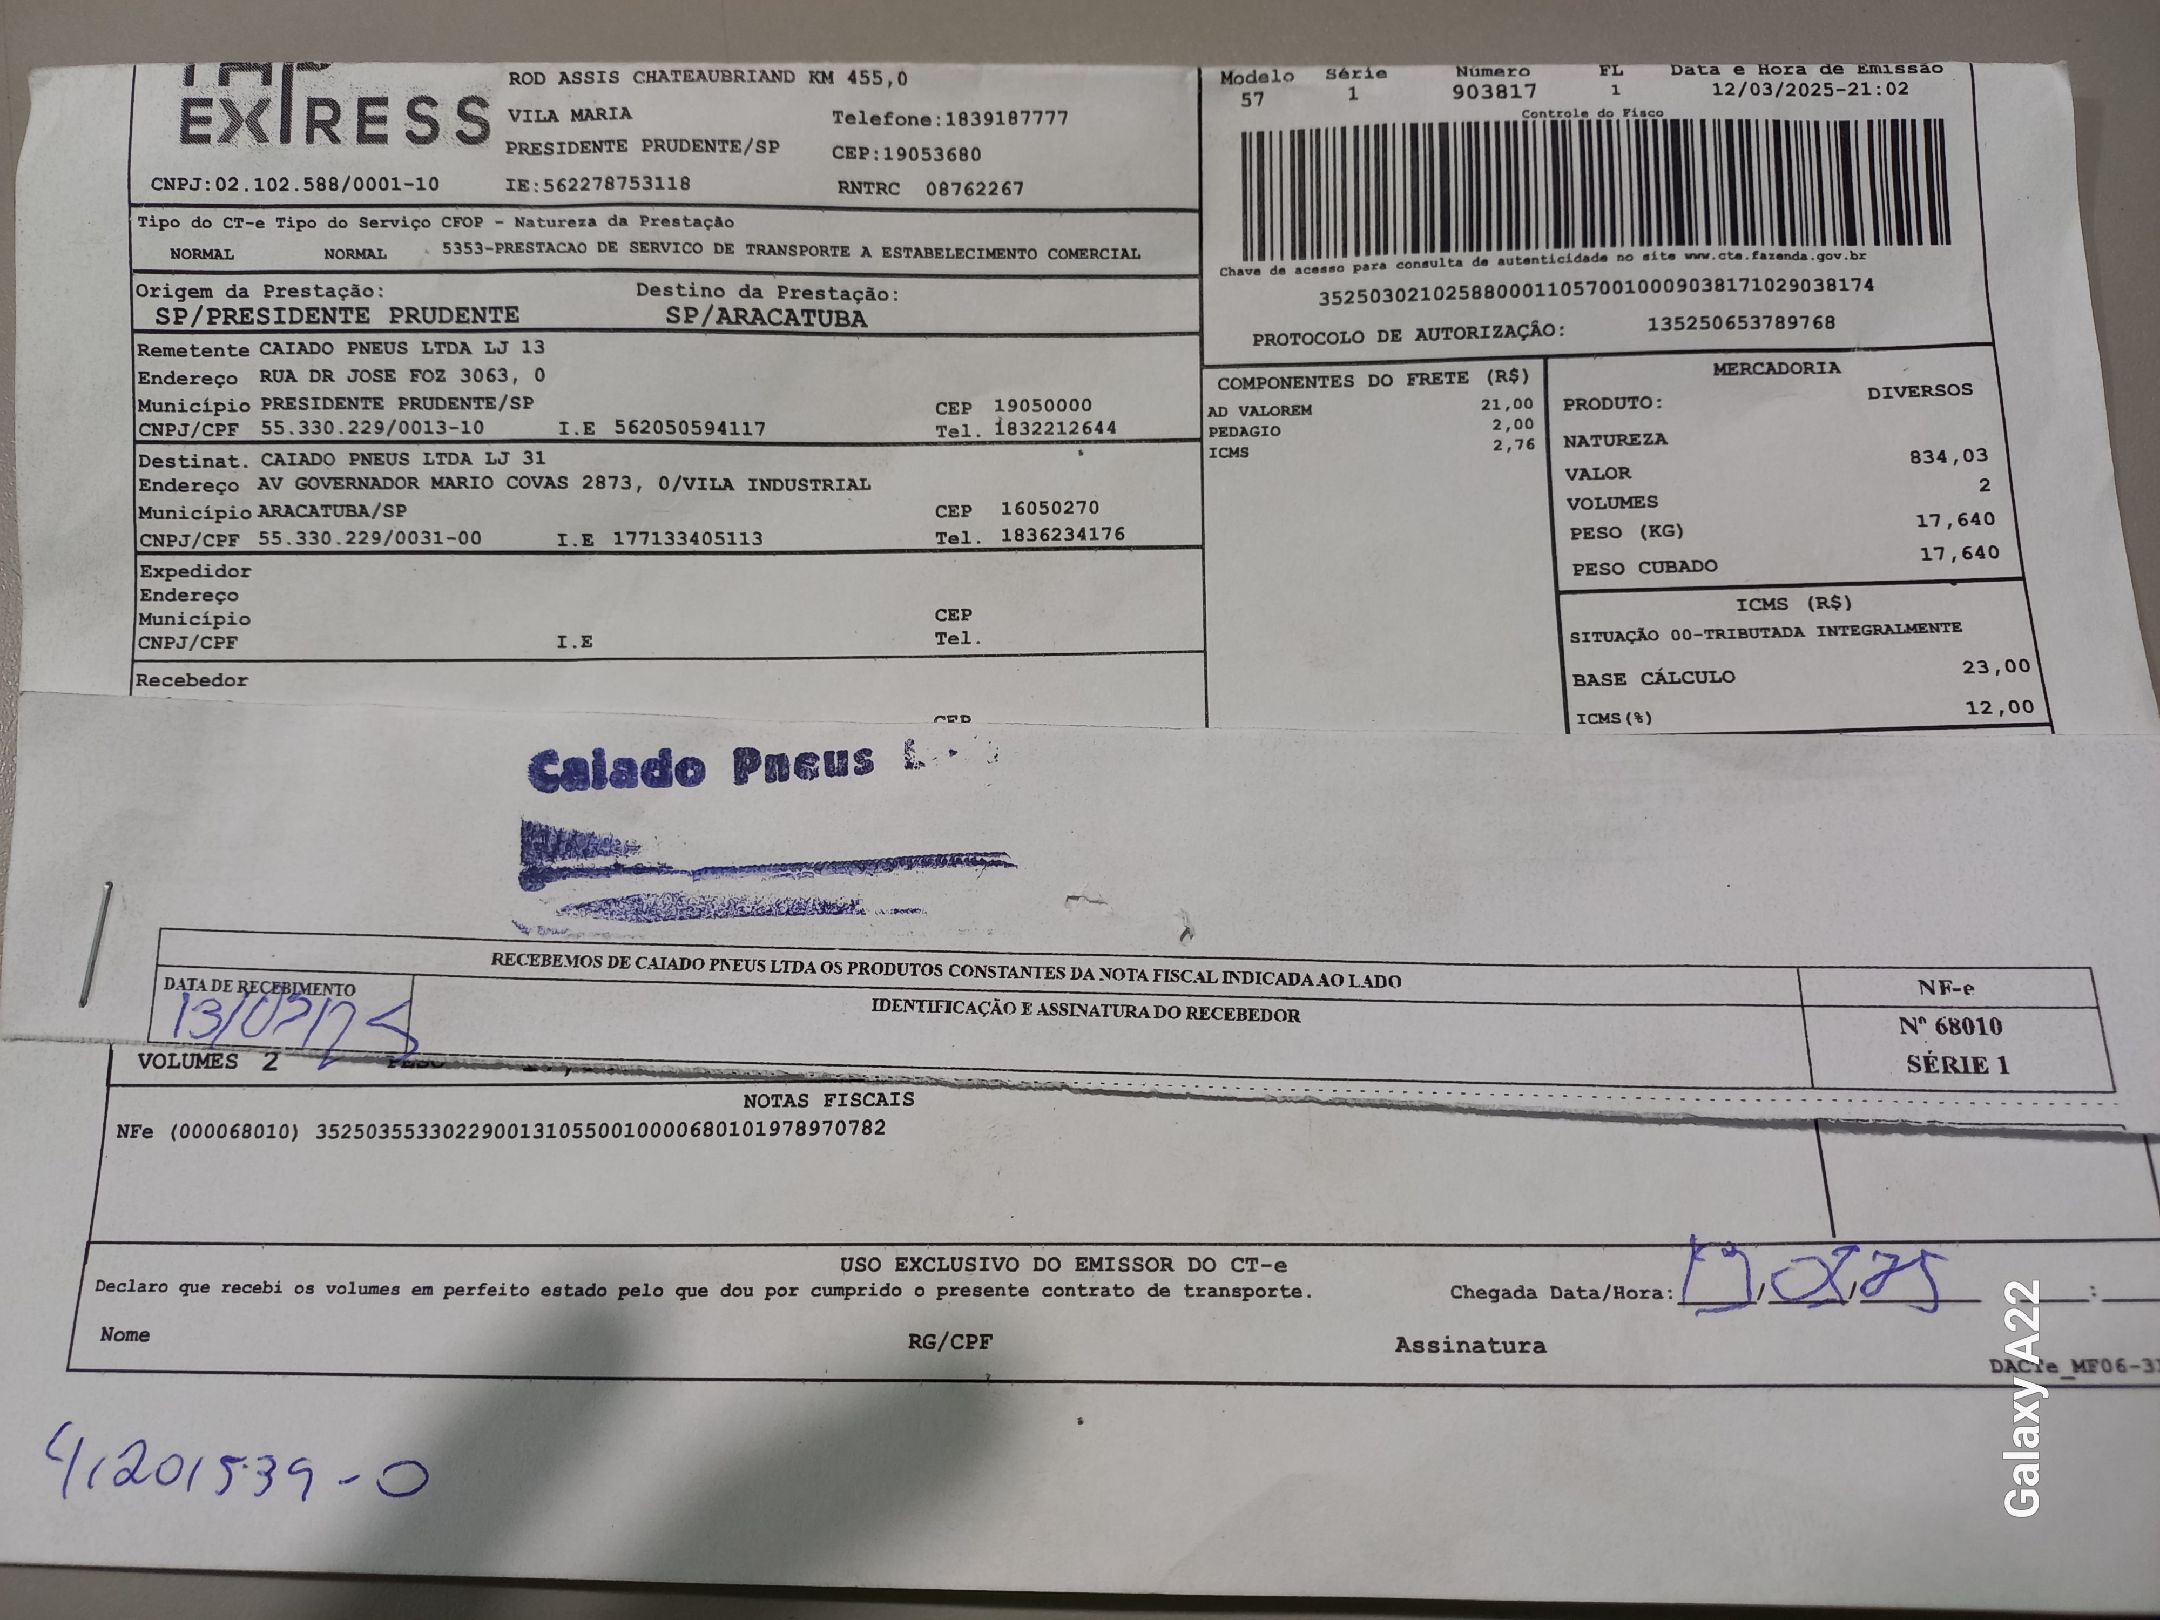 EXPRESS
ROD ASSIS CHATEAUBRIAND KM 455,0
VILA MARIA Telefone:1839187777
PRESIDENTE PRUDENTE/SP CEP:19053680
CNPJ:02.102.588/0001-10 IE:562278753118 RNTRC 08762267
Modelo Série Número FL Data e Hora de Emissão
57 1 903817 1 12/03/2025-21:02
Controle do Fisco
Chave de acesso para consulta de autenticidade no site www.cte.fazenda.gov.br
35250302102588000110570010009038171029038174
PROTOCOLO DE AUTORIZAÇÃO: 135250653789768
Tipo do CT-e Tipo do Serviço CFOP - Natureza da Prestação
NORMAL NORMAL 5353-PRESTACAO DE SERVICO DE TRANSPORTE A ESTABELECIMENTO COMERCIAL
Origem da Prestação: Destino da Prestação:
SP/PRESIDENTE PRUDENTE SP/ARACATUBA
Remetente CAIADO PNEUS LTDA LJ 13
Endereço RUA DR JOSE FOZ 3063, 0
Município PRESIDENTE PRUDENTE/SP CEP 19050000
CNPJ/CPF 55.330.229/0013-10 I.E 562050594117 Tel. 1832212644
Destinat. CAIADO PNEUS LTDA LJ 31
Endereço AV GOVERNADOR MARIO COVAS 2873, 0/VILA INDUSTRIAL
Município ARACATUBA/SP CEP 16050270
CNPJ/CPF 55.330.229/0031-00 I.E 177133405113 Tel. 1836234176
Expedidor
Endereço
Município CEP
CNPJ/CPF I.E Tel.
Recebedor
CEP
COMPONENTES DO FRETE (R$)
AD VALOREM 21,00
PEDAGIO 2,00
ICMS 2,76
MERCADORIA
PRODUTO: DIVERSOS
NATUREZA
VALOR 834,03
VOLUMES 2
PESO (KG) 17,640
PESO CUBADO 17,640
ICMS (R$)
SITUAÇÃO 00-TRIBUTADA INTEGRALMENTE
BASE CÁLCULO 23,00
ICMS(%) 12,00
Caiado Pneus
RECEBEMOS DE CAIADO PNEUS LTDA OS PRODUTOS CONSTANTES DA NOTA FISCAL INDICADA AO LADO
DATA DE RECEBIMENTO
13/03/25
IDENTIFICAÇÃO E ASSINATURA DO RECEBEDOR
NF-e
Nº 68010
SÉRIE 1
VOLUMES 2
NOTAS FISCAIS
NFe (000068010) 35250355330229001310550010000680101978970782
USO EXCLUSIVO DO EMISSOR DO CT-e
Declaro que recebi os volumes em perfeito estado pelo que dou por cumprido o presente contrato de transporte. Chegada Data/Hora:
Nome RG/CPF Assinatura
DACTe_MF06-31
41201539-0
Galaxy A22